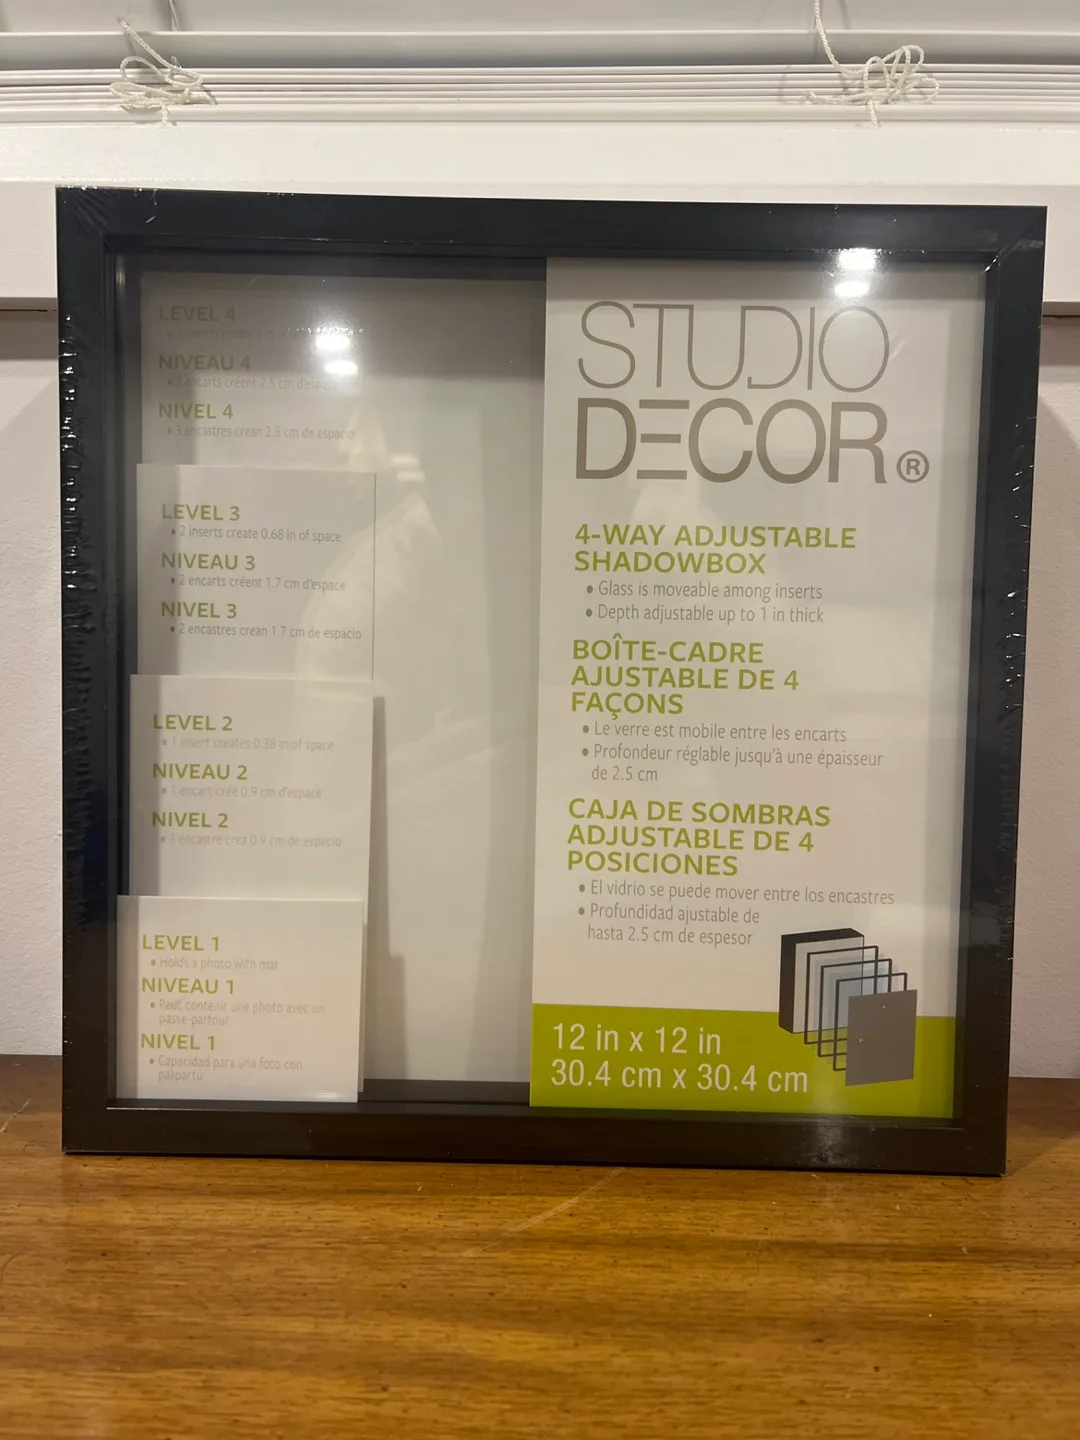 LEVEL 4
NIVEAU 4
• 3 encarts créent 2.5 cm d'espace
NIVEL 4
• 3 encastres crean 2.5 cm de espacio
LEVEL 3
• 2 inserts create 0.68 in of space
NIVEAU 3
• 2 encarts créent 1.7 cm d'espace
NIVEL 3
• 2 encastres crean 1.7 cm de espacio
LEVEL 2
• 1 insert creates 0.38 in of space
NIVEAU 2
• 1 encart crée 0.9 cm d'espace
NIVEL 2
• 1 encastre crea 0.9 cm de espacio
LEVEL 1
• Holds a photo with mat
NIVEAU 1
• Peut contenir une photo avec un
passe-partout
NIVEL 1
• Capacidad para una foto con
paspartú
STUDIO
DECOR®
4-WAY ADJUSTABLE
SHADOWBOX
• Glass is moveable among inserts
• Depth adjustable up to 1 in thick
BOÎTE-CADRE
AJUSTABLE DE 4
FAÇONS
• Le verre est mobile entre les encarts
• Profondeur réglable jusqu'à une épaisseur
de 2.5 cm
CAJA DE SOMBRAS
ADJUSTABLE DE 4
POSICIONES
• El vidrio se puede mover entre los encastres
• Profundidad ajustable de
hasta 2.5 cm de espesor
12 in x 12 in
30.4 cm x 30.4 cm